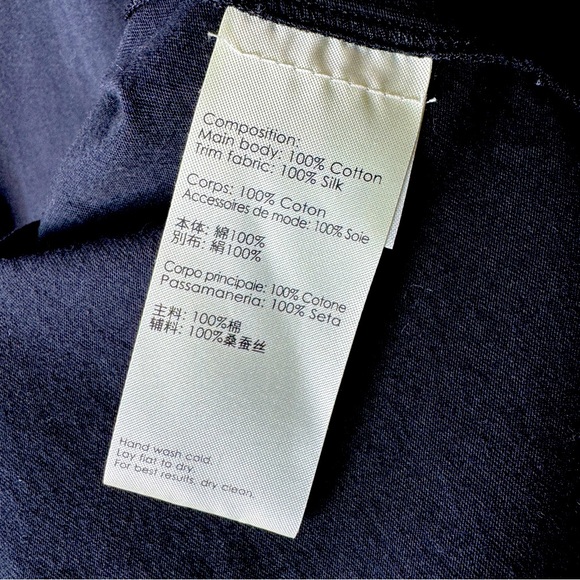 Composition:
Main body: 100% Cotton
Trim fabric: 100% Silk
Corps: 100% Coton
Accessoires de mode: 100% Soie
本体: 綿100%
別布: 絹100%
Corpo principaie: 100% Cotone
Passamaneria: 100% Seta
主料: 100%棉
辅料: 100%桑蚕丝
Hand wash cold.
Lay flat to dry.
For best results, dry clean.